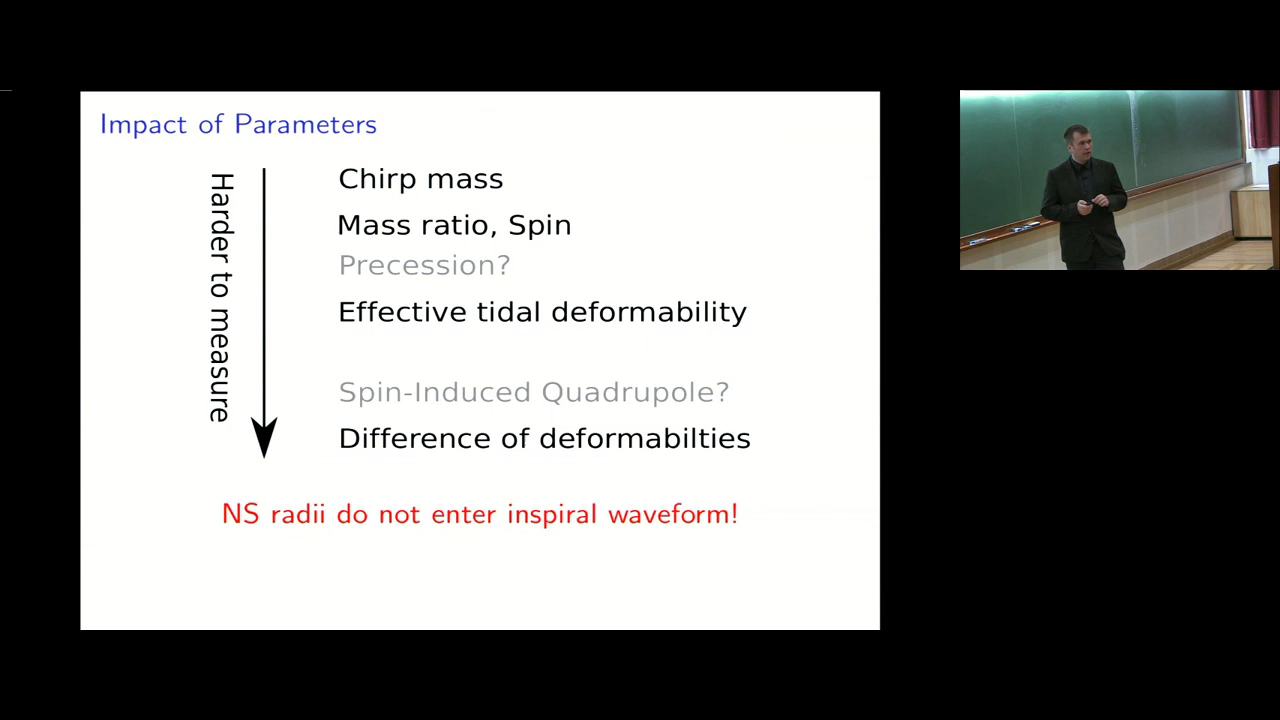 Impact of Parameters
Harder to measure
Chirp mass
Mass ratio, Spin
Precession?
Effective tidal deformability
Spin-Induced Quadrupole?
Difference of deformabilties
NS radii do not enter inspiral waveform!